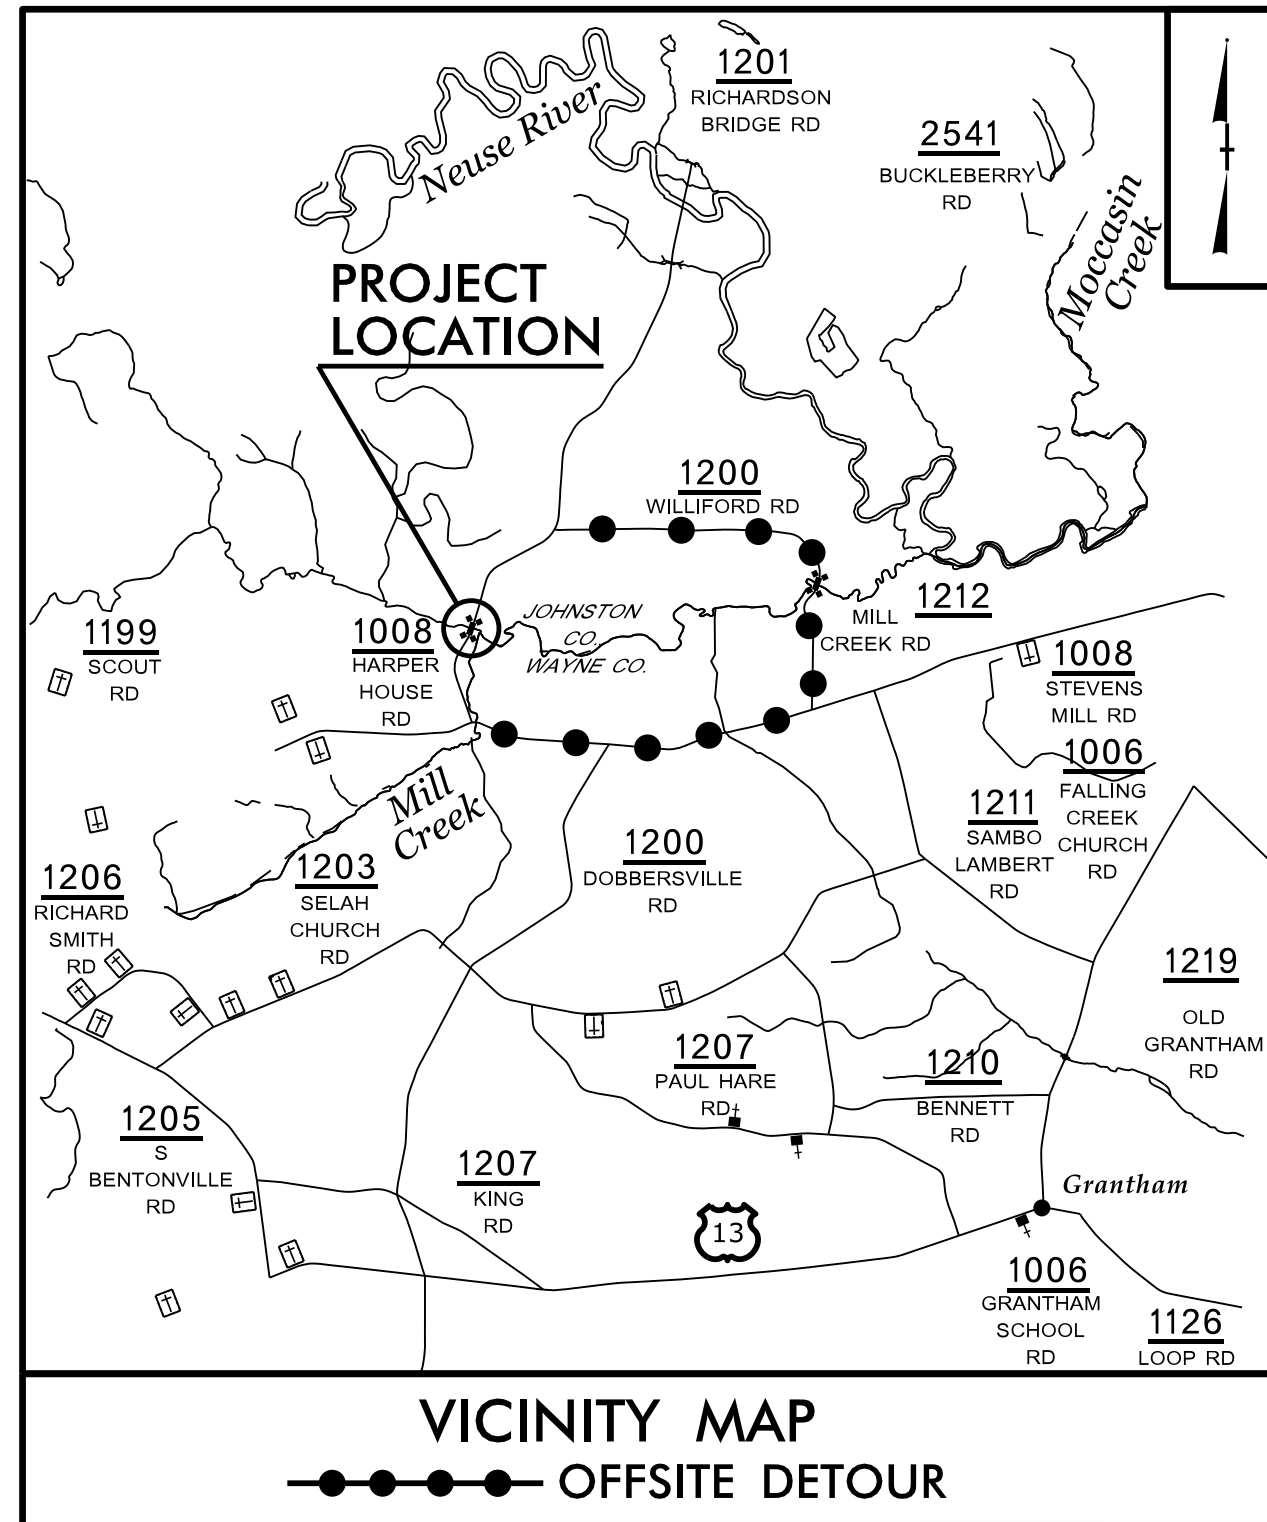 1201
RICHARDSON
BRIDGE RD
Neuse River
2541
BUCKLEBERRY
RD
Moccasin
Creek
PROJECT
LOCATION
1200
WILLIFORD RD
1199
SCOUT
RD
1008
HARPER
HOUSE
RD
JOHNSTON
CO.
WAYNE CO.
MILL
CREEK RD
1212
1008
STEVENS
MILL RD
1006
FALLING
CREEK
CHURCH
RD
1211
SAMBO
LAMBERT
RD
Mill
Creek
1200
DOBBERSVILLE
RD
1206
RICHARD
SMITH
RD
1203
SELAH
CHURCH
RD
1219
OLD
GRANTHAM
RD
1207
PAUL HARE
RD
1210
BENNETT
RD
1205
S
BENTONVILLE
RD
1207
KING
RD
13
Grantham
1006
GRANTHAM
SCHOOL
RD
1126
LOOP RD
VICINITY MAP
OFFSITE DETOUR